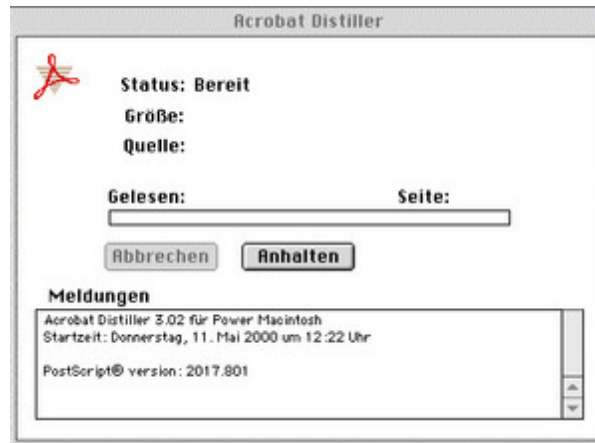 Acrobat Distiller
Status: Bereit
Größe:
Quelle:
Gelesen: Seite:
Abbrechen Anhalten
Meldungen
Acrobat Distiller 3.02 für Power Macintosh
Startzeit: Donnerstag, 11. Mai 2000 um 12:22 Uhr
PostScript® version: 2017.801